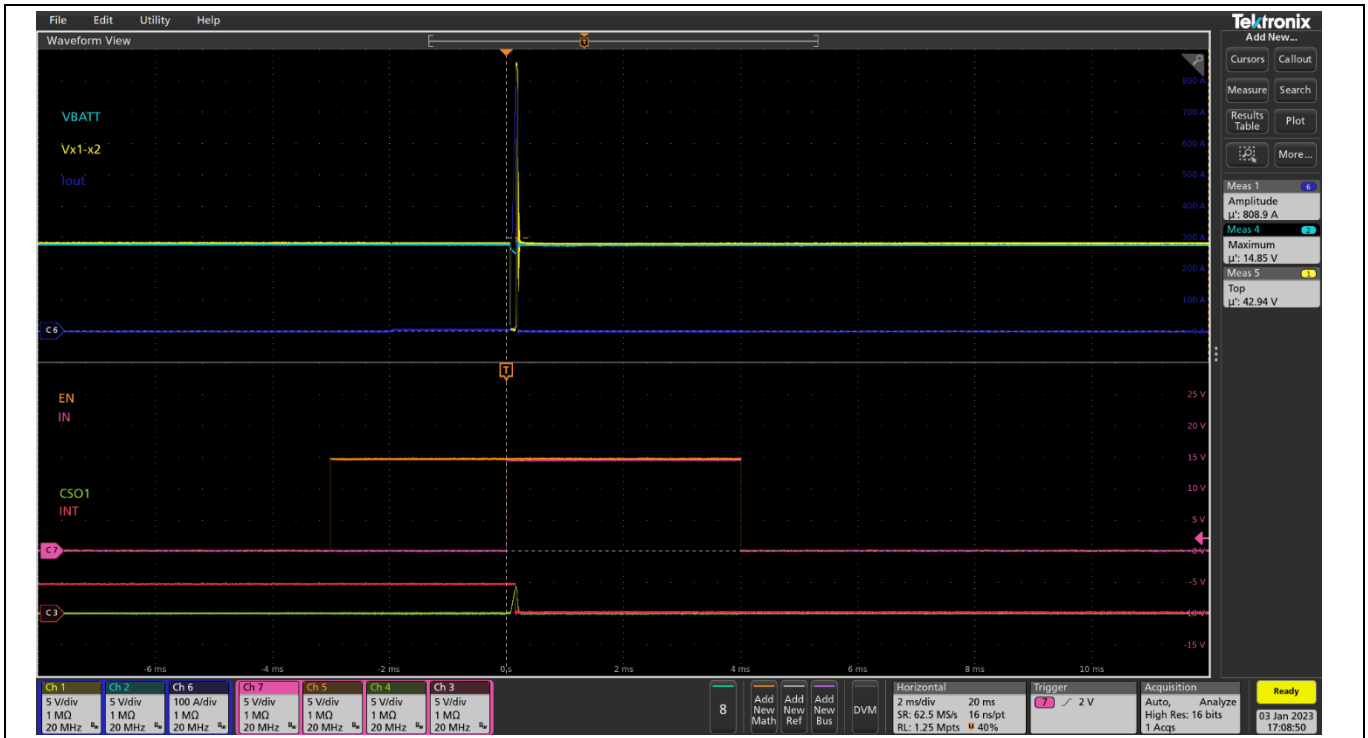 File Edit Utility Help
Tektronix
Waveform View
Add New...
Cursors Callout
Measure Search
Results Table Plot
More...
T
800 A
VBATT
700 A
Vx1-x2
600 A
Iout
500 A
400 A
300 A
200 A
100 A
C6
0 A
Meas 1 6
Amplitude
µ': 808.9 A
Meas 4 2
Maximum
µ': 14.85 V
Meas 5 1
Top
µ': 42.94 V
T
EN
25 V
IN
20 V
15 V
CSO1
10 V
INT
5 V
C7
0 V
-5 V
C3
-10 V
-15 V
-6 ms -4 ms -2 ms 0 s 2 ms 4 ms 6 ms 8 ms 10 ms
Ch 1
5 V/div
1 MΩ
20 MHz
Ch 2
5 V/div
1 MΩ
20 MHz
Ch 6
100 A/div
1 MΩ
20 MHz
Ch 7
5 V/div
1 MΩ
20 MHz
Ch 5
5 V/div
1 MΩ
20 MHz
Ch 4
5 V/div
1 MΩ
20 MHz
Ch 3
5 V/div
1 MΩ
20 MHz
8
Add New Math
Add New Ref
Add New Bus
DVM
Horizontal
2 ms/div 20 ms
SR: 62.5 MS/s 16 ns/pt
RL: 1.25 Mpts 40%
Trigger
7 2 V
Acquisition
Auto, Analyze
High Res: 16 bits
1 Acqs
Ready
03 Jan 2023
17:08:50